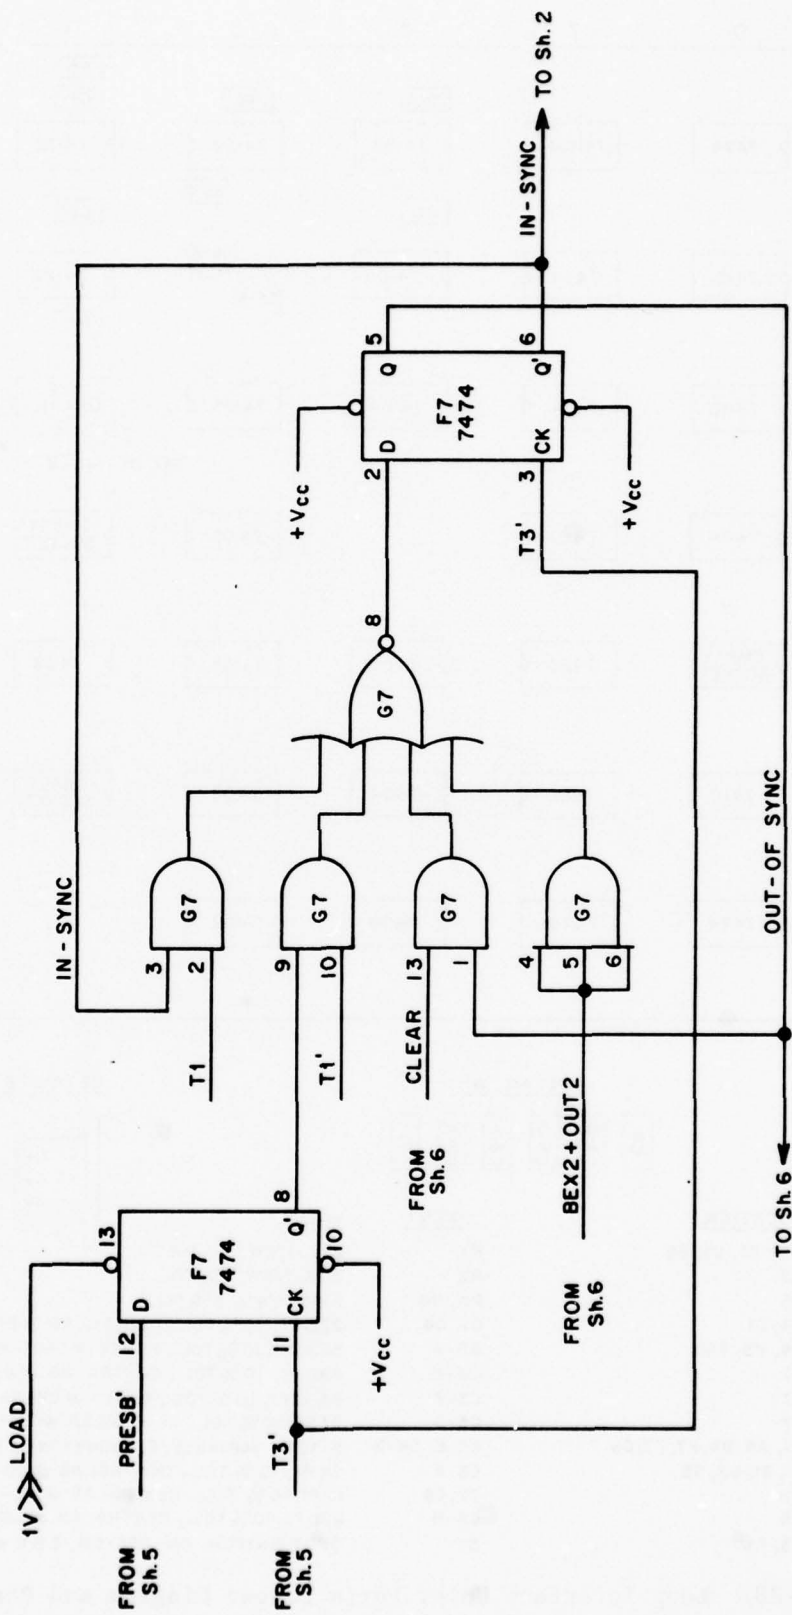 1V LOAD
FROM
Sh.5
PRESB'
12
D
13
F7
7474
FROM
Sh.5
T3'
11
CK
Q'
8
10
+Vcc
IN-SYNC
3
2
T1
G7
9
10
T1'
G7
FROM
Sh.6
CLEAR
13
1
G7
FROM
Sh.6
BEX2+OUT2
4
5
6
G7
G7
8
+Vcc
2
D
Q
5
F7
7474
T3'
3
CK
Q'
6
+Vcc
IN-SYNC
TO Sh.2
OUT-OF SYNC
TO Sh.6